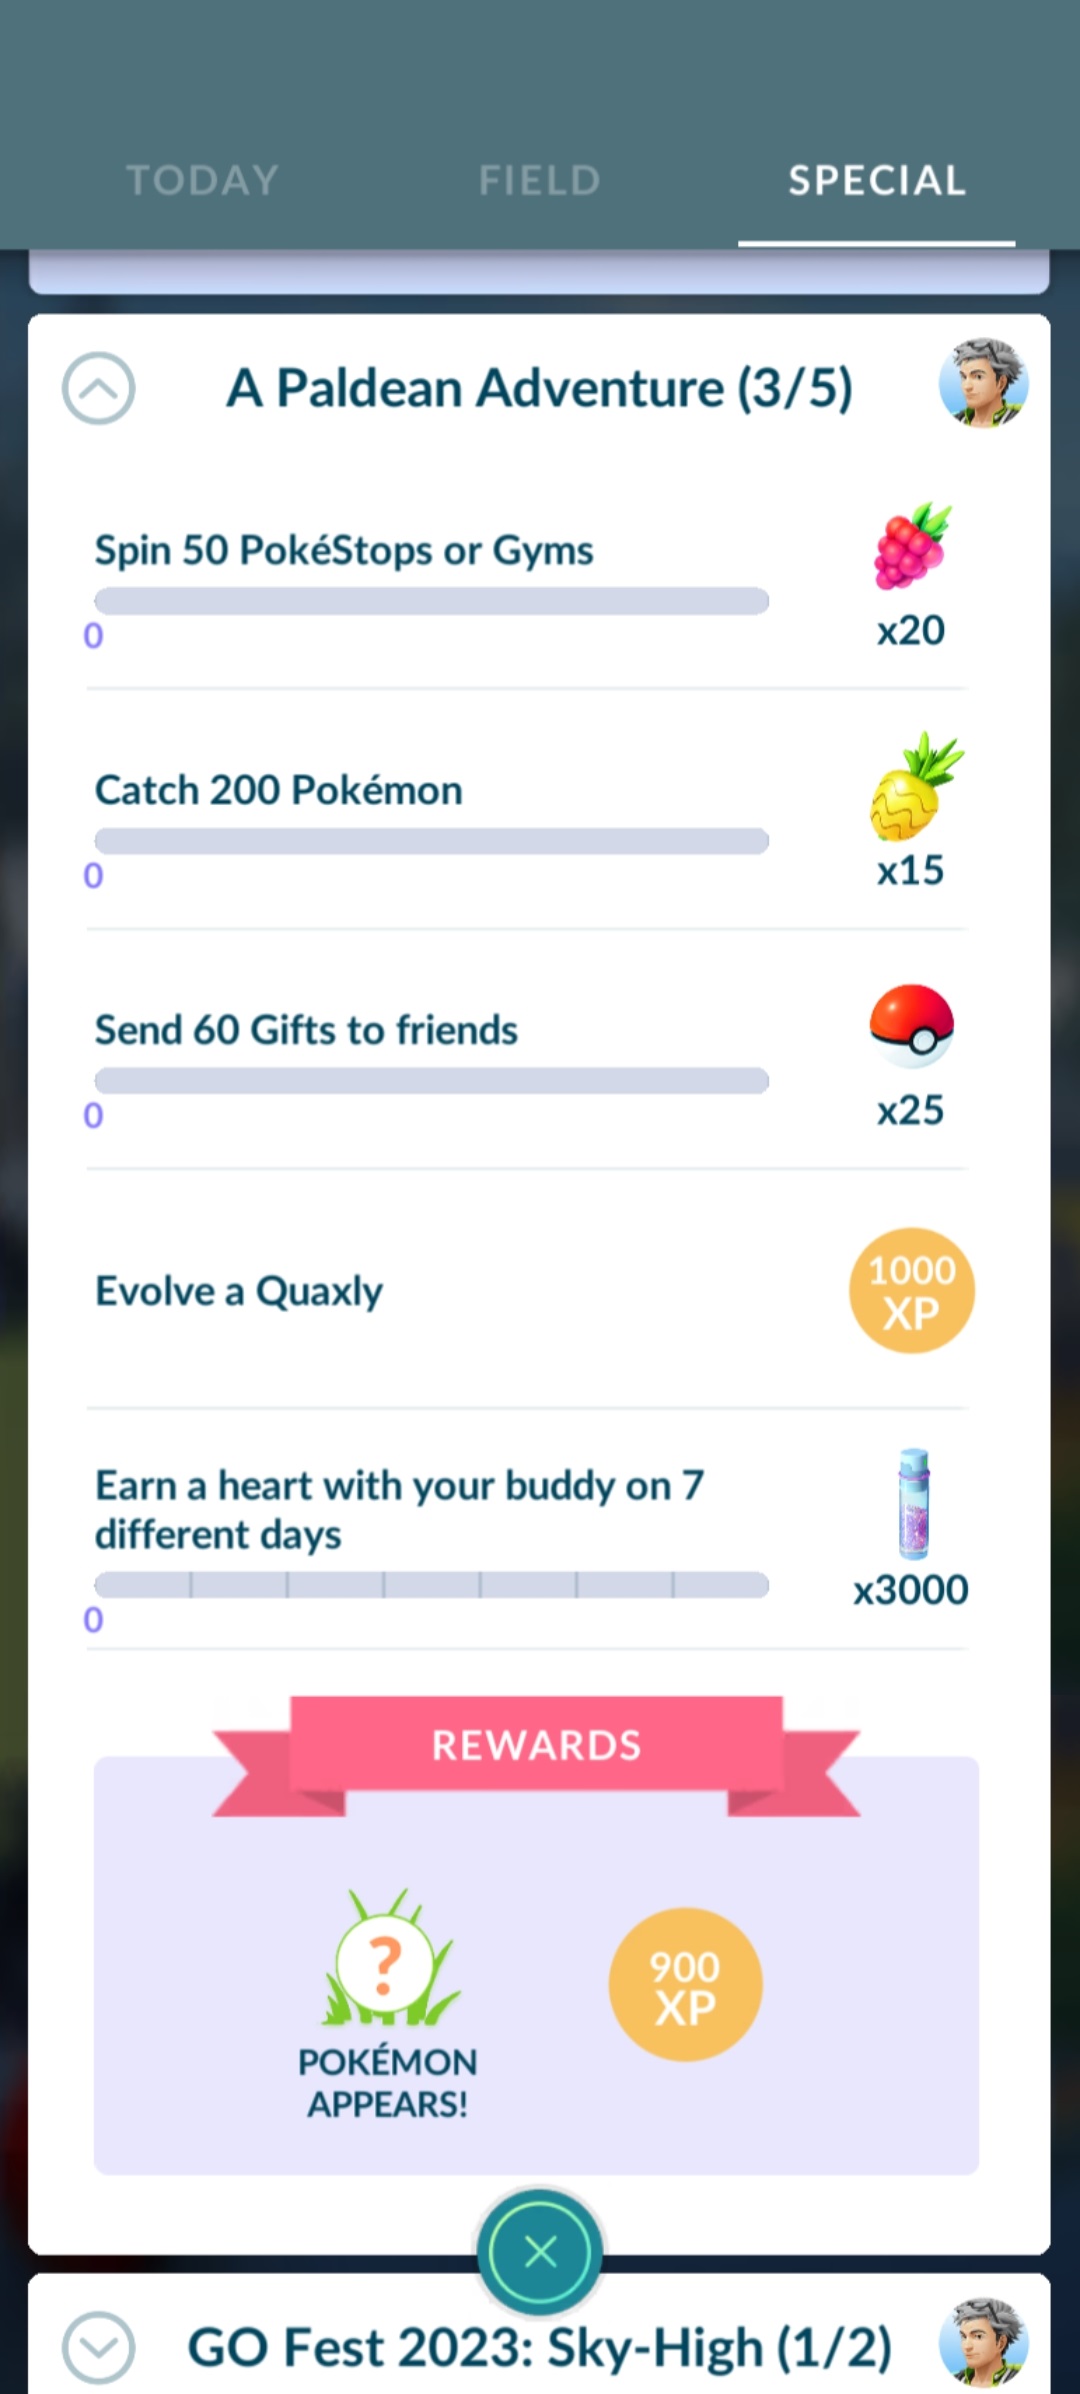 TODAY
FIELD
SPECIAL
A Paldean Adventure (3/5)
Spin 50 PokéStops or Gyms
0
x20
Catch 200 Pokémon
0
x15
Send 60 Gifts to friends
0
x25
Evolve a Quaxly
1000
XP
Earn a heart with your buddy on 7
different days
0
x3000
REWARDS
?
POKÉMON
APPEARS!
900
XP
GO Fest 2023: Sky-High (1/2)